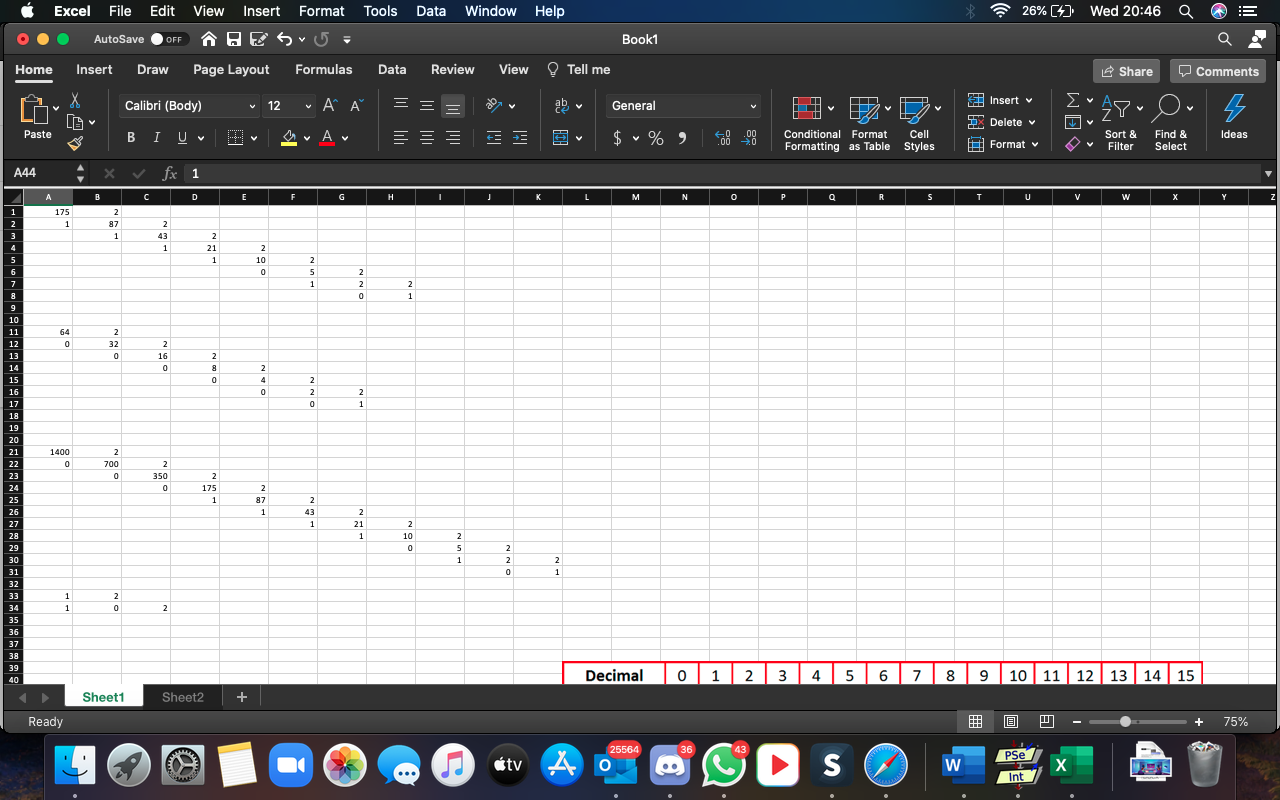 Excel File Edit View Insert Format Tools Data Window Help 26% Wed 20:46
AutoSave OFF Book1
Home Insert Draw Page Layout Formulas Data Review View Tell me Share Comments
Paste Calibri (Body) 12 General Conditional Formatting Format as Table Cell Styles Insert Delete Format Sort & Filter Find & Select Ideas
A44 fx 1
A B C D E F G H I J K L M N O P Q R S T U V W X Y Z
1 175 2
2 1 87 2
3 1 43 2
4 1 21 2
5 1 10 2
6 0 5 2
7 1 2 2
8 0 1
9
10
11 64 2
12 0 32 2
13 0 16 2
14 0 8 2
15 0 4 2
16 0 2 2
17 0 1
18
19
20
21 1400 2
22 0 700 2
23 0 350 2
24 0 175 2
25 1 87 2
26 1 43 2
27 1 21 2
28 1 10 2
29 0 5 2
30 1 2 2
31 0 1
32
33 1 2
34 1 0 2
35
36
37
38
39
40 Decimal 0 1 2 3 4 5 6 7 8 9 10 11 12 13 14 15
Sheet1 Sheet2 +
Ready 75%
25564 36 43
tv S W PSe Int X